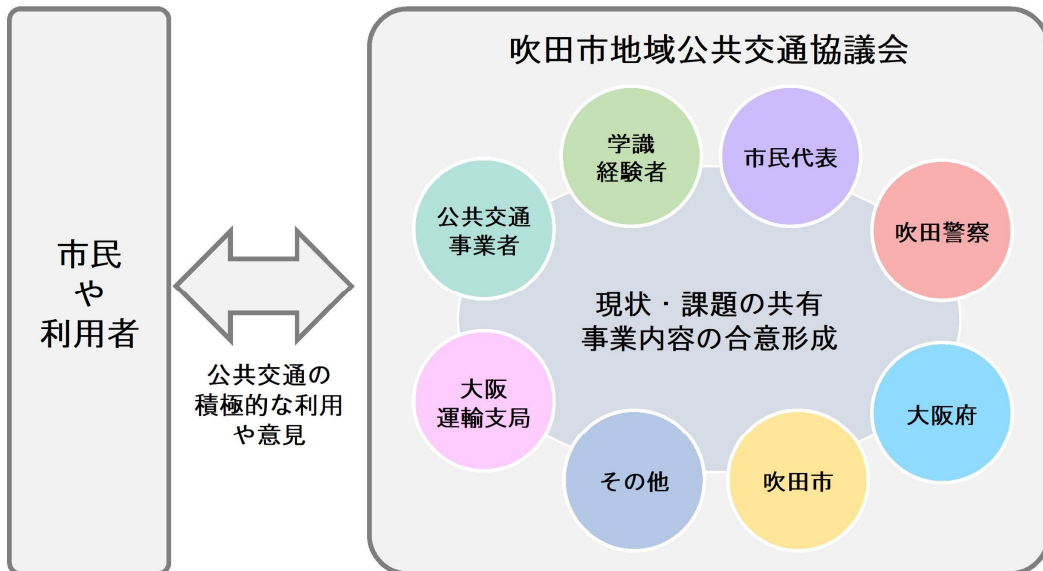 市民
や
利用者
公共交通の
積極的な利用
や意見
吹田市地域公共交通協議会
学識
経験者
市民代表
公共交通
事業者
吹田警察
現状・課題の共有
事業内容の合意形成
大阪
運輸支局
大阪府
その他
吹田市